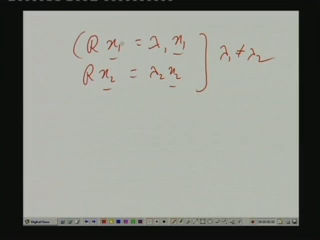 (R x₁ = λ₁ x₁
R x₂ = λ₂ x₂ ] λ₁ ≠ λ₂